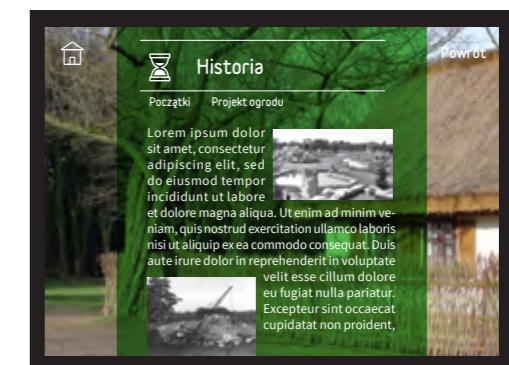 Powrót
Historia
Początki Projekt ogrodu
Lorem ipsum dolor
sit amet, consectetur
adipiscing elit, sed
do eiusmod tempor
incididunt ut labore
et dolore magna aliqua. Ut enim ad minim ve-
niam, quis nostrud exercitation ullamco laboris
nisi ut aliquip ex ea commodo consequat. Duis
aute irure dolor in reprehenderit in voluptate
velit esse cillum dolore
eu fugiat nulla pariatur.
Excepteur sint occaecat
cupidatat non proident,